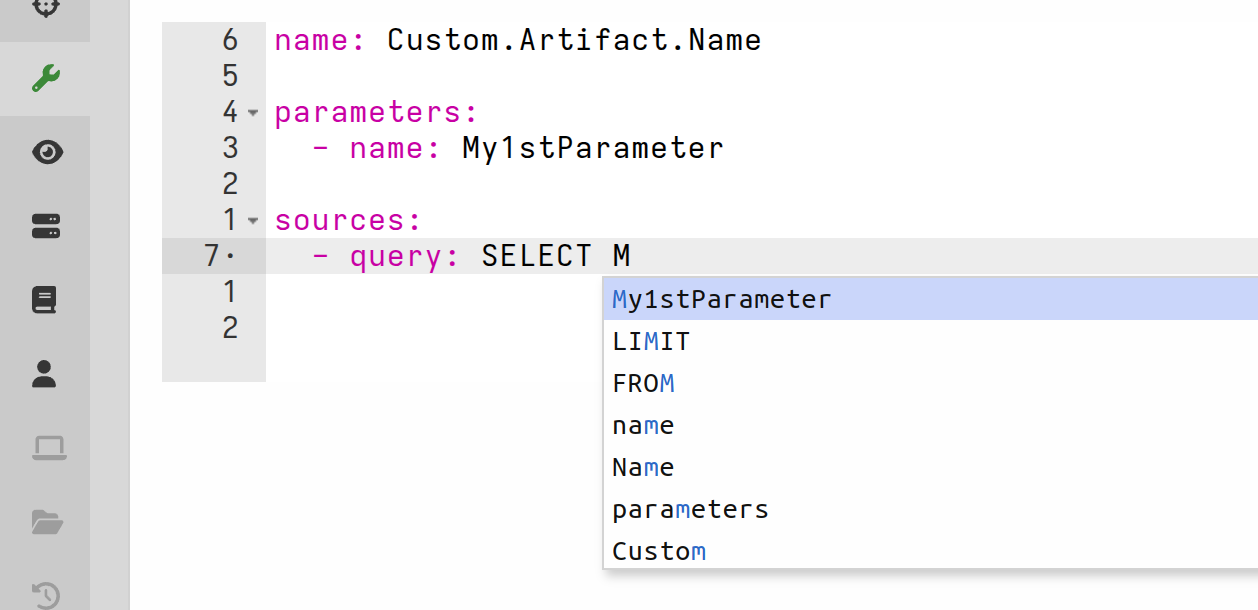 6 name: Custom.Artifact.Name
5
4 parameters:
3 - name: My1stParameter
2
1 sources:
7· - query: SELECT M
1
2
My1stParameter
LIMIT
FROM
name
Name
parameters
Custom